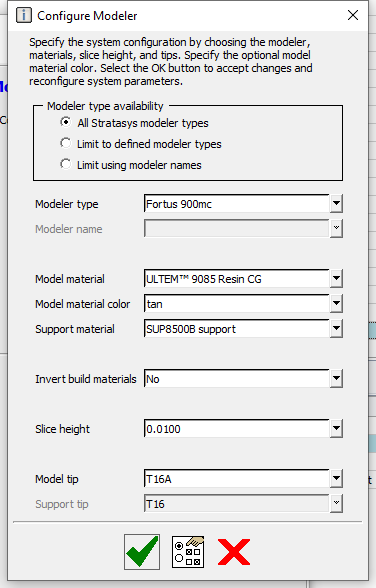 Configure Modeler
Specify the system configuration by choosing the modeler,
materials, slice height, and tips. Specify the optional model
material color. Select the OK button to accept changes and
reconfigure system parameters.
Modeler type availability
All Stratasys modeler types
Limit to defined modeler types
Limit using modeler names
Modeler type Fortus 900mc
Modeler name
Model material ULTEM™ 9085 Resin CG
Model material color tan
Support material SUP8500B support
Invert build materials No
Slice height 0.0100
Model tip T16A
Support tip T16